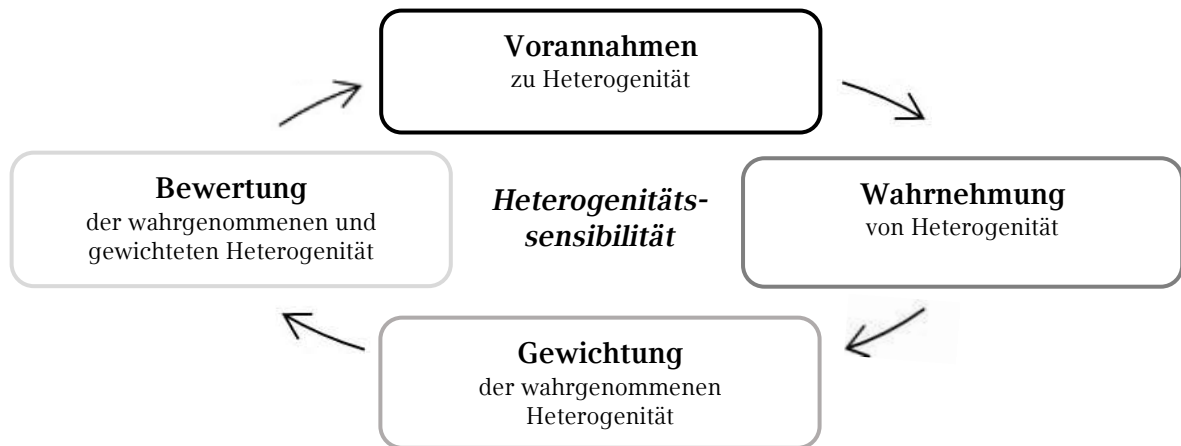 Vorannahmen
zu Heterogenität
Bewertung
der wahrgenommenen und
gewichteten Heterogenität
Heterogenitäts-
sensibilität
Wahrnehmung
von Heterogenität
Gewichtung
der wahrgenommenen
Heterogenität